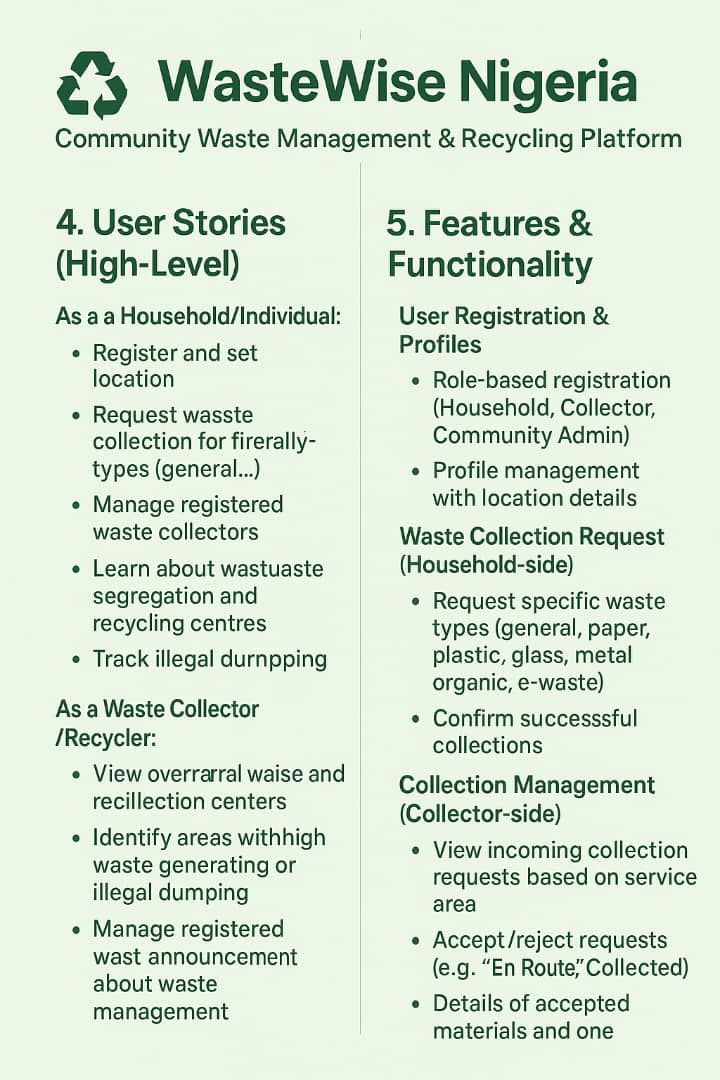 WasteWise Nigeria
Community Waste Management & Recycling Platform
4. User Stories
(High-Level)
As a a Household/Individual:
• Register and set
location
• Request wasste
collection for firerally-
types (general...)
• Manage registered
waste collectors
• Learn about wastuaste
segregation and
recycling centres
• Track illegal durnpping
As a Waste Collector
/Recycler:
• View overrarral waise and
recillection centers
• Identify areas withhigh
waste generating or
illegal dumping
• Manage registered
wast announcement
about waste
management
5. Features &
Functionality
User Registration &
Profiles
• Role-based registration
(Household, Collector,
Community Admin)
• Profile management
with location details
Waste Collection Request
(Household-side)
• Request specific waste
types (general, paper,
plastic, glass, metal
organic, e-waste)
• Confirm successsful
collections
Collection Management
(Collector-side)
• View incoming collection
requests based on service
area
• Accept/reject requests
(e.g. “En Route,” Collected)
• Details of accepted
materials and one